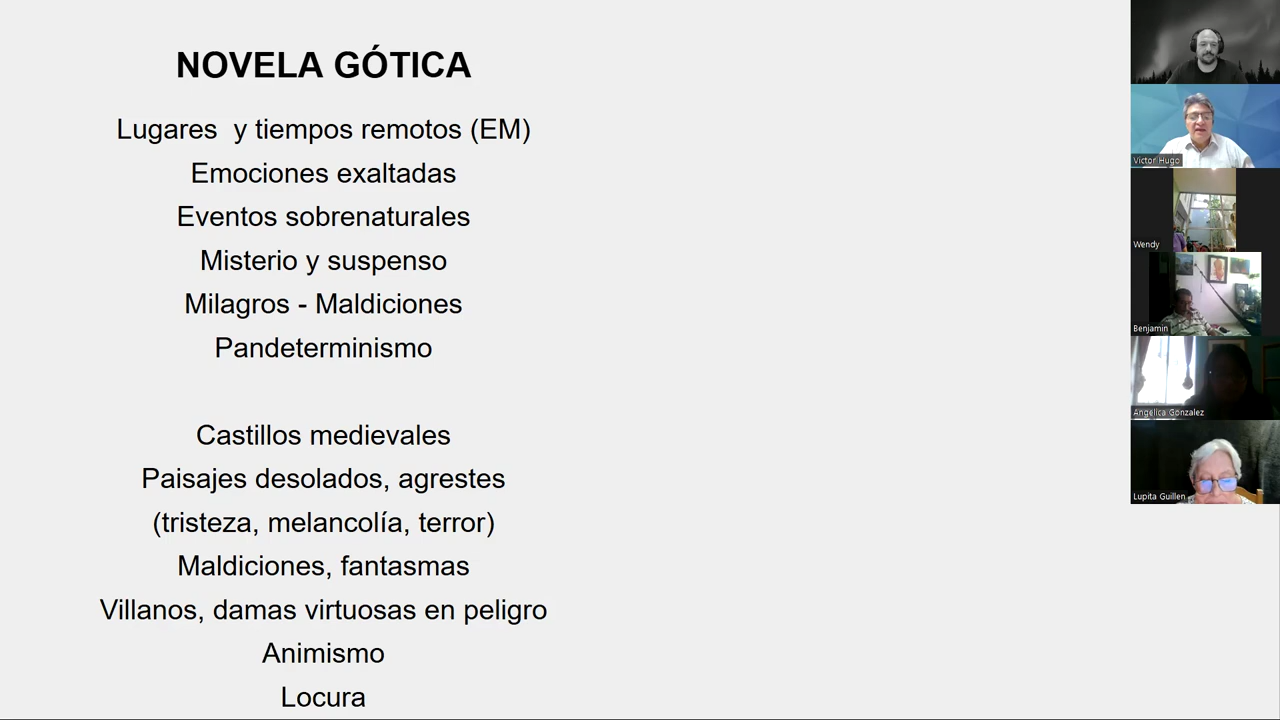 NOVELA GÓTICA
Lugares  y tiempos remotos (EM)
Emociones exaltadas
Eventos sobrenaturales
Misterio y suspenso
Milagros - Maldiciones
Pandeterminismo
Castillos medievales
Paisajes desolados, agrestes
(tristeza, melancolía, terror)
Maldiciones, fantasmas
Villanos, damas virtuosas en peligro
Animismo
Locura
Victor Hugo
Wendy
Benjamin
Angelica Gonzalez
Lupita Guillen